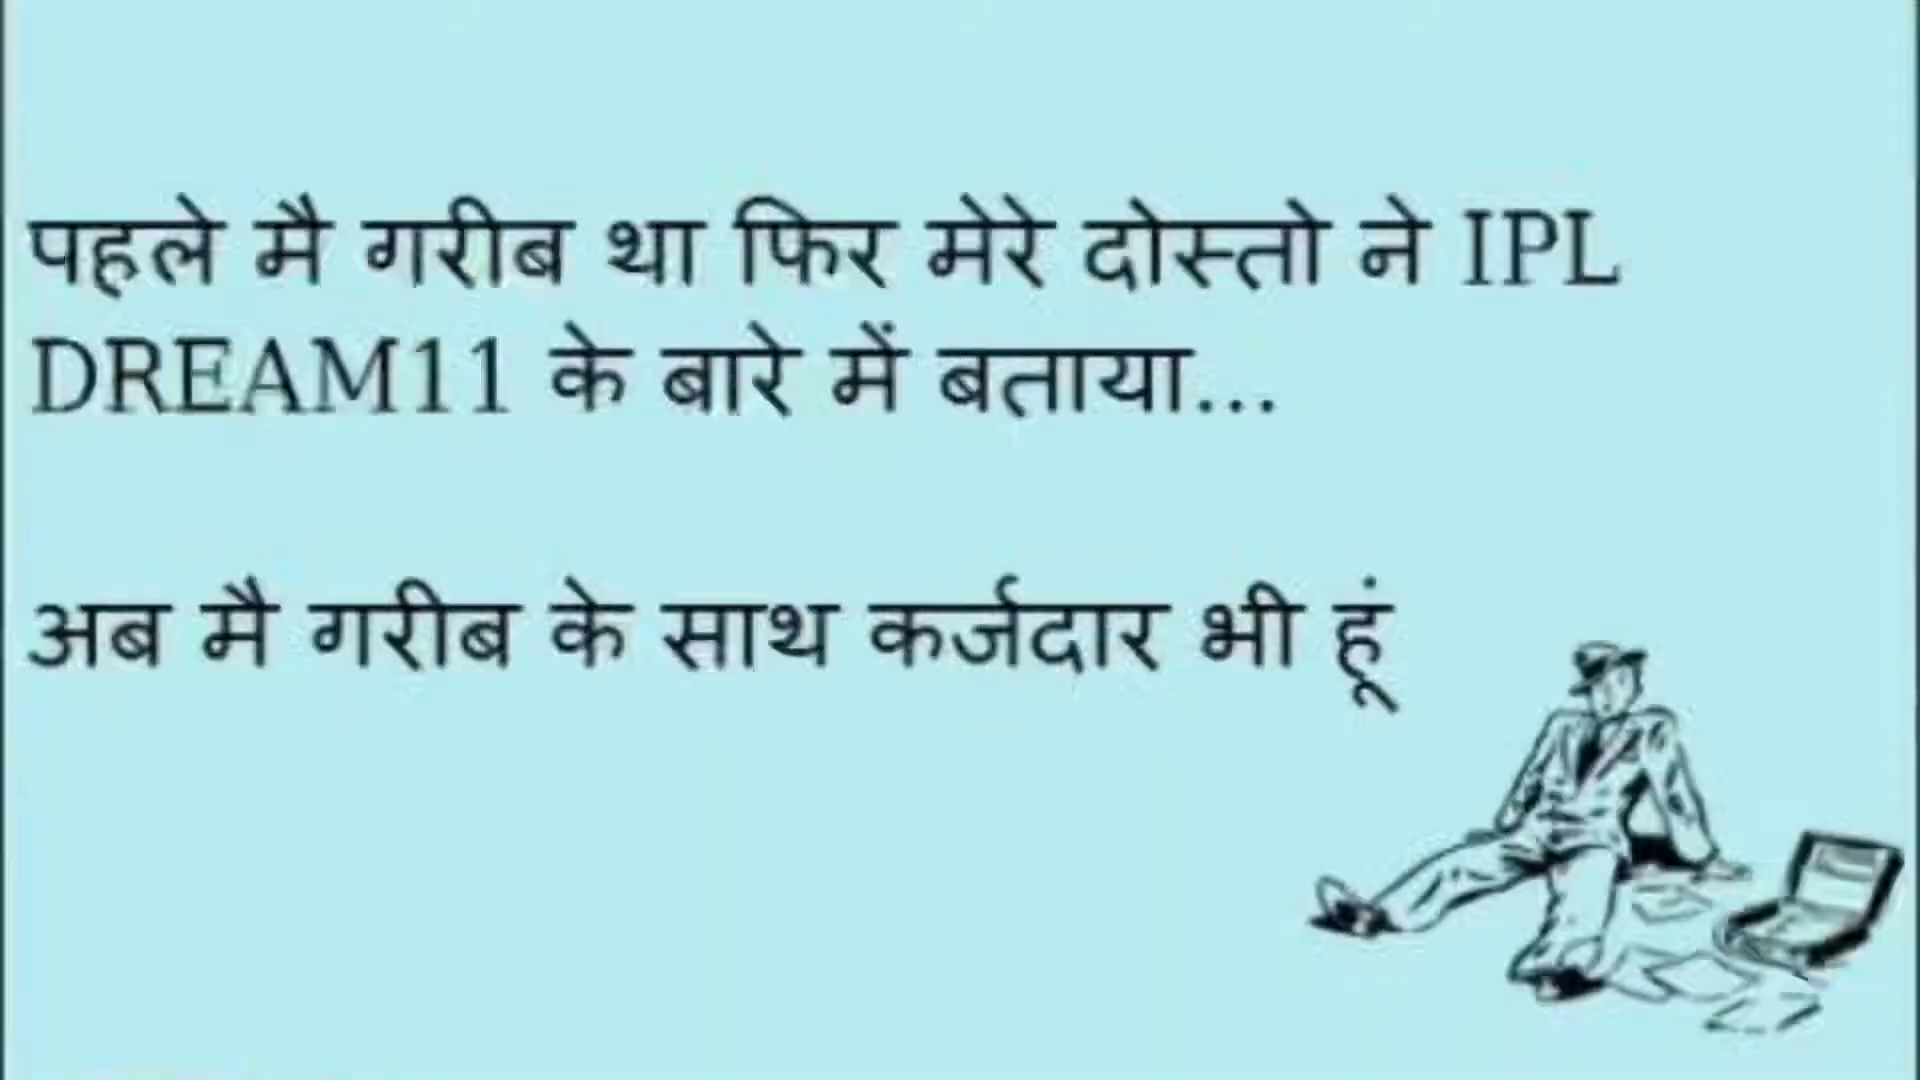 पहले मै गरीब था फिर मेरे दोस्तो ने IPL
DREAM11 के बारे में बताया...
अब मै गरीब के साथ कर्जदार भी हूं